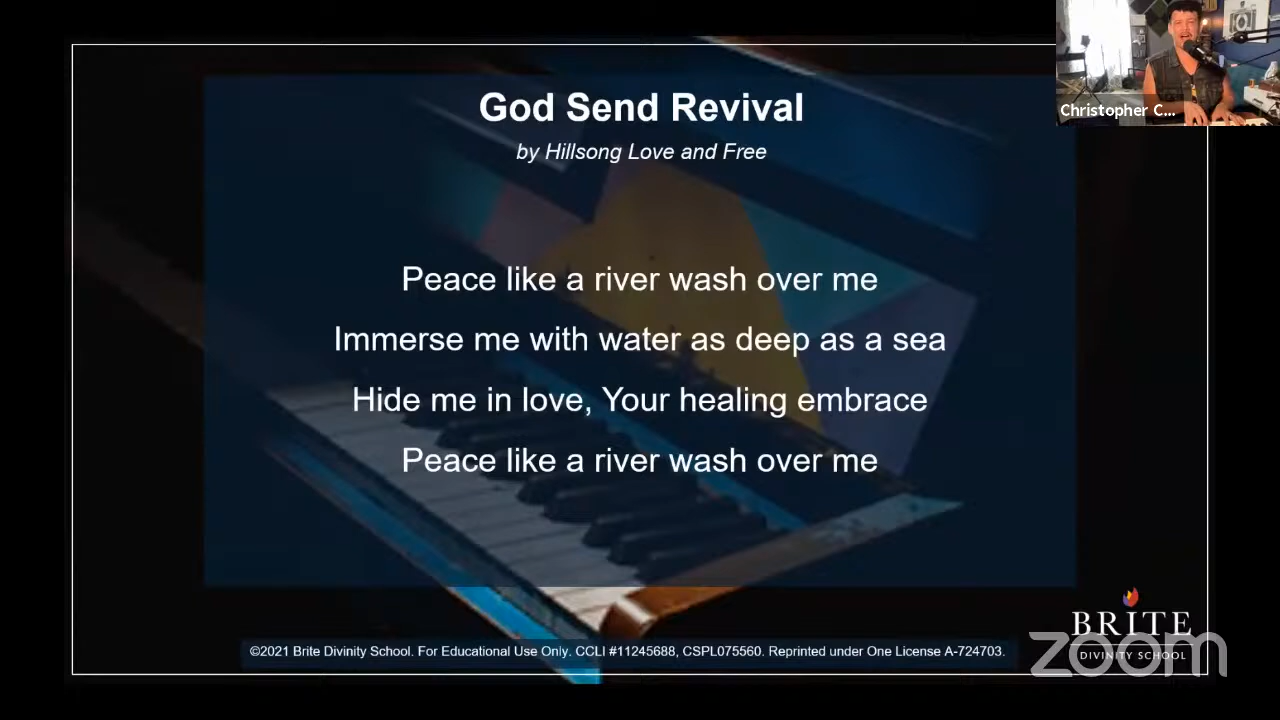 God Send Revival
by Hillsong Love and Free
Christopher C...
Peace like a river wash over me
Immerse me with water as deep as a sea
Hide me in love, Your healing embrace
Peace like a river wash over me
©2021 Brite Divinity School. For Educational Use Only. CCLI #11245688, CSPL075560. Reprinted under One License A-724703.
BRITE
DIVINITY SCHOOL
zoom